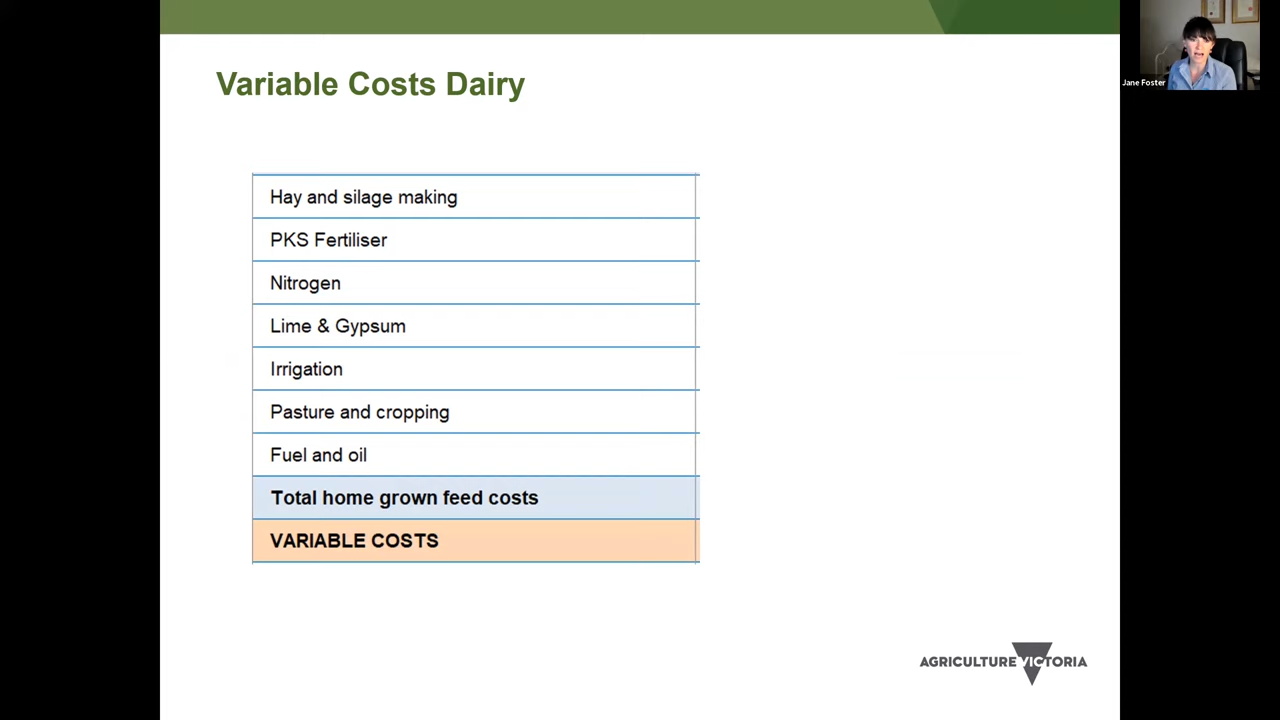 Variable Costs Dairy
Jane Foster
Hay and silage making
PKS Fertiliser
Nitrogen
Lime & Gypsum
Irrigation
Pasture and cropping
Fuel and oil
Total home grown feed costs
VARIABLE COSTS
AGRICULTURE VICTORIA